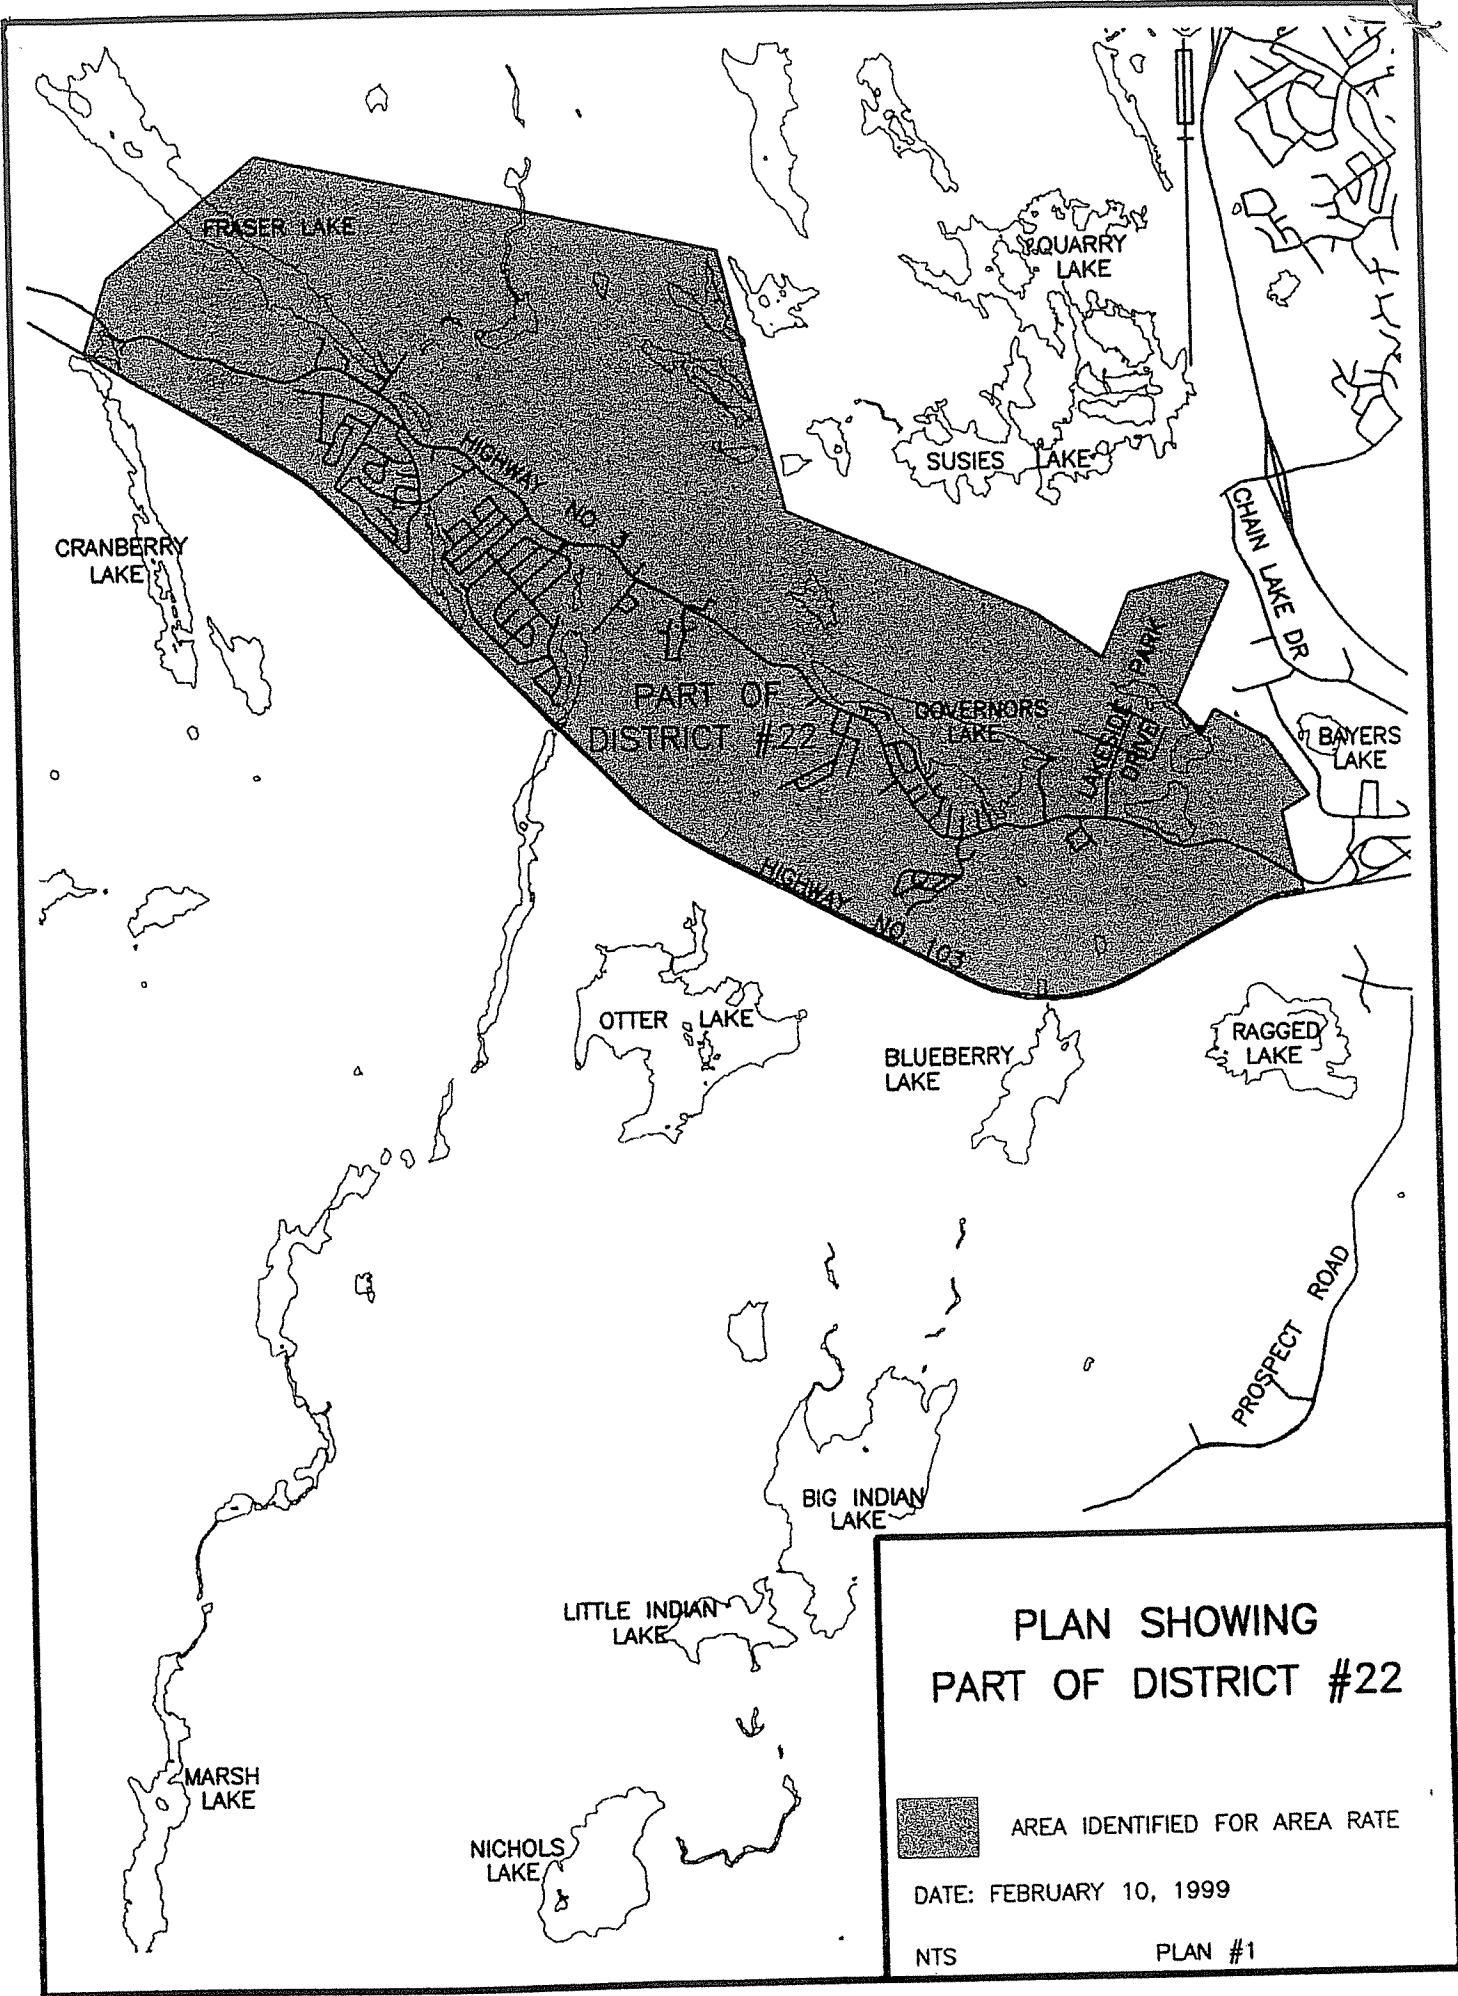 FRASER LAKE
QUARRY
LAKE
SUSIES LAKE
HIGHWAY NO. 3
CHAIN LAKE DR
CRANBERRY
LAKE
PART OF
DISTRICT #22
GOVERNORS
LAKE
LAKESIDE PARK
DRIVE
BAYERS
LAKE
HIGHWAY NO. 103
OTTER LAKE
BLUEBERRY
LAKE
RAGGED
LAKE
PROSPECT ROAD
BIG INDIAN
LAKE
LITTLE INDIAN
LAKE
MARSH
LAKE
NICHOLS
LAKE
PLAN SHOWING
PART OF DISTRICT #22
AREA IDENTIFIED FOR AREA RATE
DATE: FEBRUARY 10, 1999
NTS PLAN #1